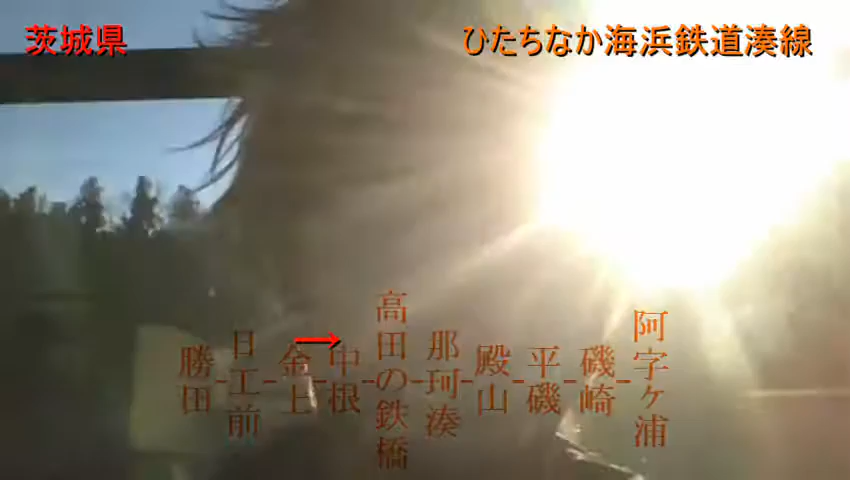 茨城県
ひたちなか海浜鉄道湊線
→
勝田-日工前-金上-中根-高田の鉄橋-那珂湊-殿山-平磯-磯崎-阿字ケ浦